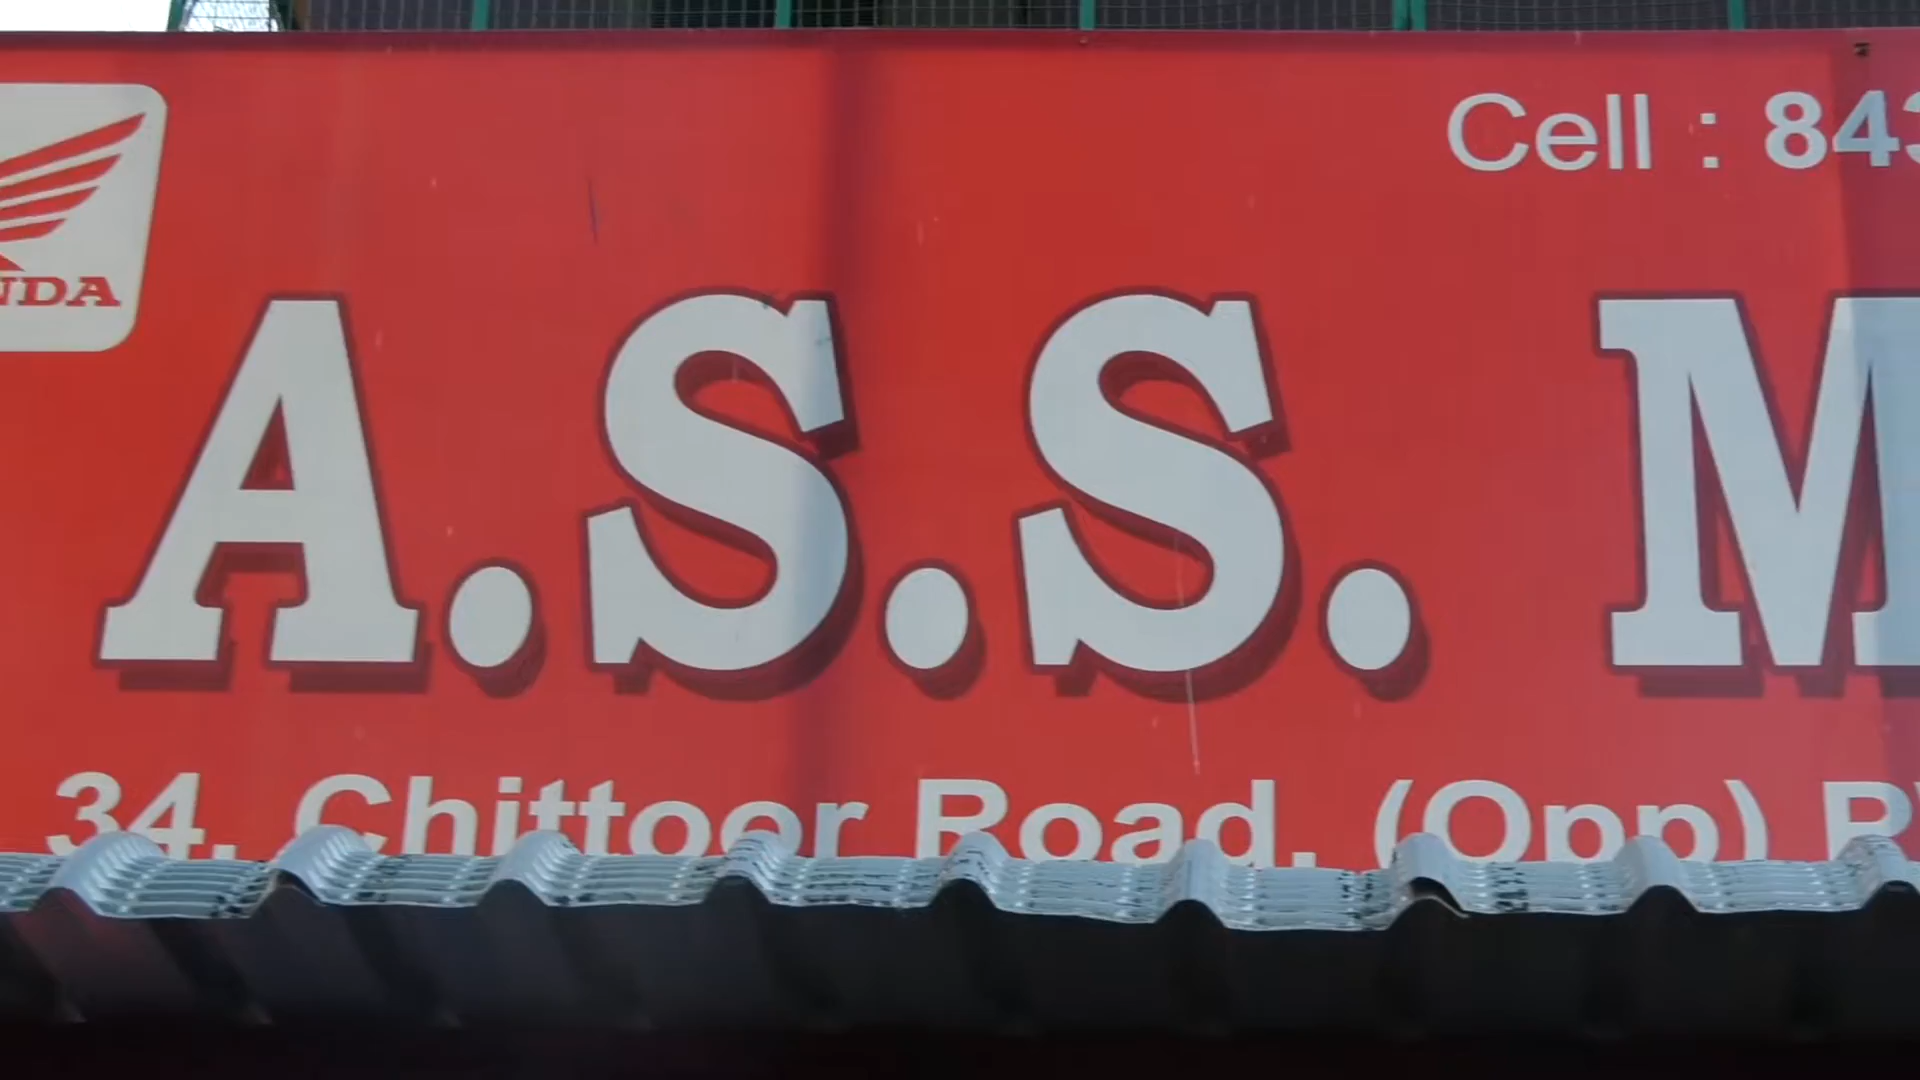 Cell : 843
NDA
A.S.S. M
34, Chittoor Road, (Opp)